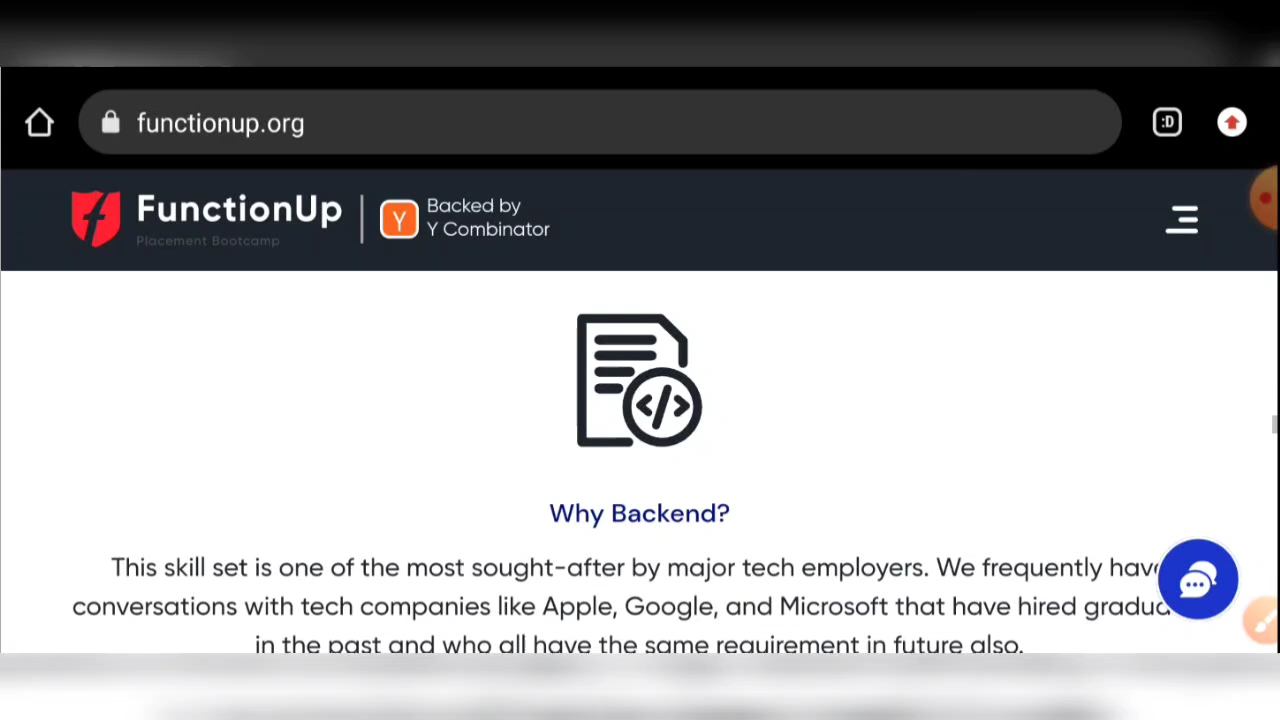 functionup.org
:D
FunctionUp
Placement Bootcamp
Y
Backed by
Y Combinator
Why Backend?
This skill set is one of the most sought-after by major tech employers. We frequently have
conversations with tech companies like Apple, Google, and Microsoft that have hired
in the past and who all have the same requirement in future also.